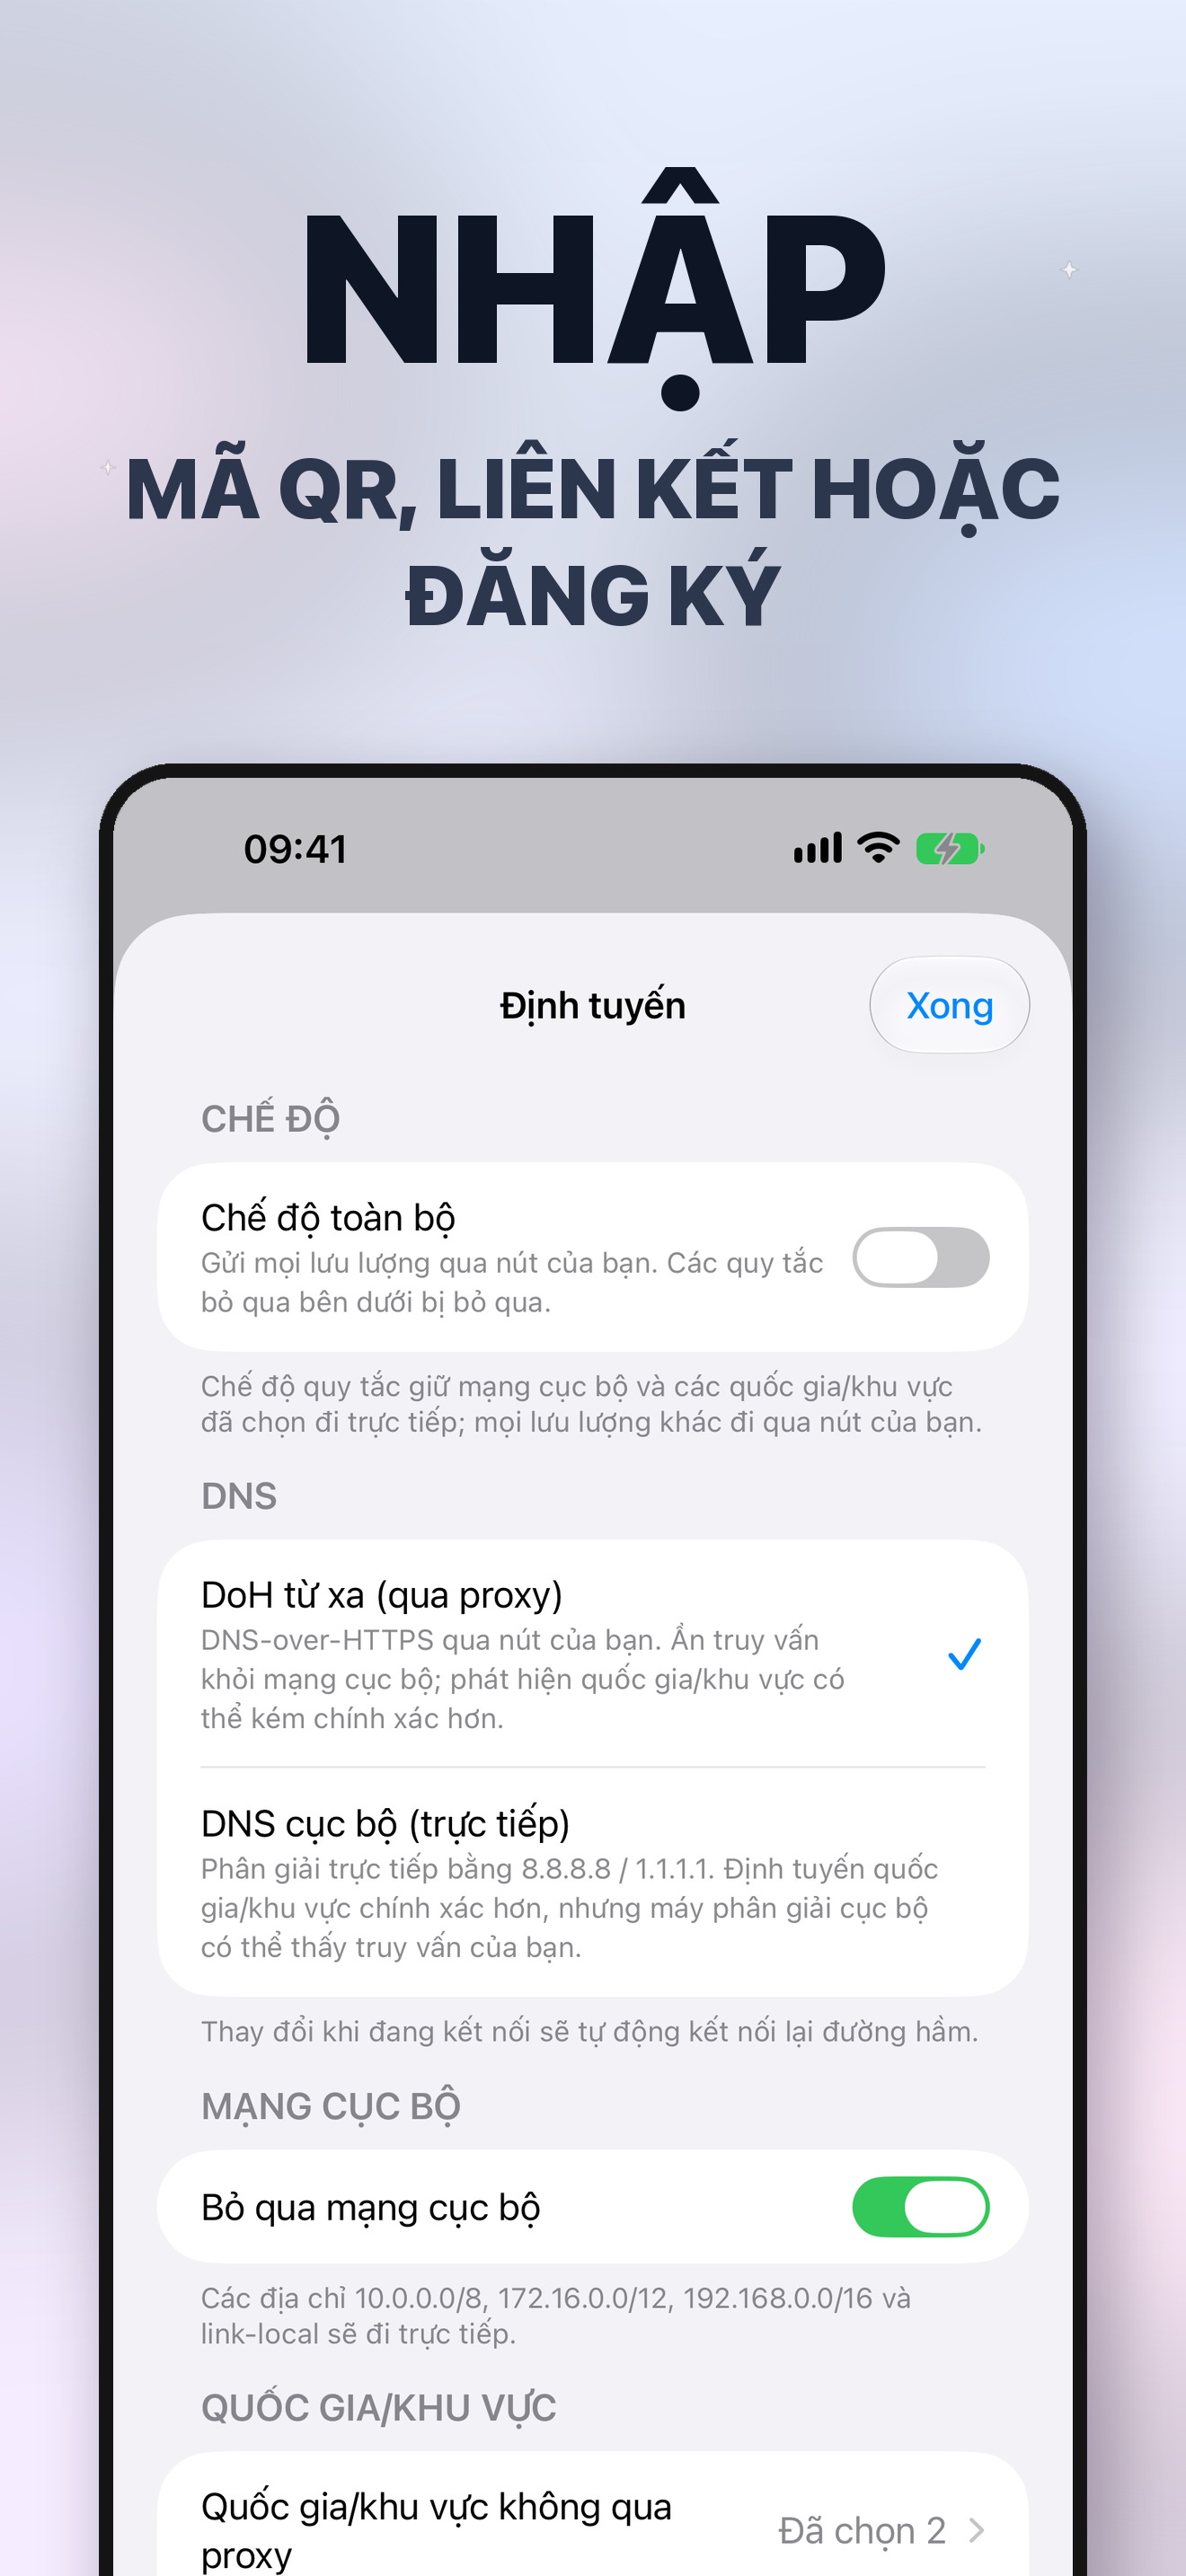 NHẬP
MÃ QR, LIÊN KẾT HOẶC
ĐĂNG KÝ
09:41
Định tuyến
Xong
CHẾ ĐỘ
Chế độ toàn bộ
Gửi mọi lưu lượng qua nút của bạn. Các quy tắc
bỏ qua bên dưới bị bỏ qua.
Chế độ quy tắc giữ mạng cục bộ và các quốc gia/khu vực
đã chọn đi trực tiếp; mọi lưu lượng khác đi qua nút của bạn.
DNS
DoH từ xa (qua proxy)
DNS-over-HTTPS qua nút của bạn. Ẩn truy vấn
khỏi mạng cục bộ; phát hiện quốc gia/khu vực có
thể kém chính xác hơn.
DNS cục bộ (trực tiếp)
Phân giải trực tiếp bằng 8.8.8.8 / 1.1.1.1. Định tuyến quốc
gia/khu vực chính xác hơn, nhưng máy phân giải cục bộ
có thể thấy truy vấn của bạn.
Thay đổi khi đang kết nối sẽ tự động kết nối lại đường hầm.
MẠNG CỤC BỘ
Bỏ qua mạng cục bộ
Các địa chỉ 10.0.0.0/8, 172.16.0.0/12, 192.168.0.0/16 và
link-local sẽ đi trực tiếp.
QUỐC GIA/KHU VỰC
Quốc gia/khu vực không qua
proxy
Đã chọn 2